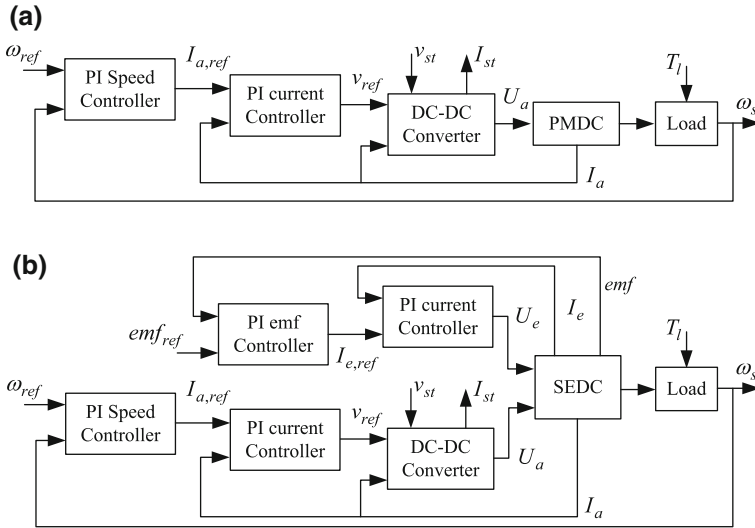 (a)
ω_ref
PI Speed
Controller
I_a,ref
PI current
Controller
v_ref
v_st
I_st
DC-DC
Converter
U_a
PMDC
I_a
T_l
Load
ω_s
(b)
PI emf
Controller
emf_ref
I_e,ref
PI current
Controller
U_e
I_e
emf
SEDC
ω_ref
PI Speed
Controller
I_a,ref
PI current
Controller
v_ref
v_st
I_st
DC-DC
Converter
U_a
I_a
T_l
Load
ω_s